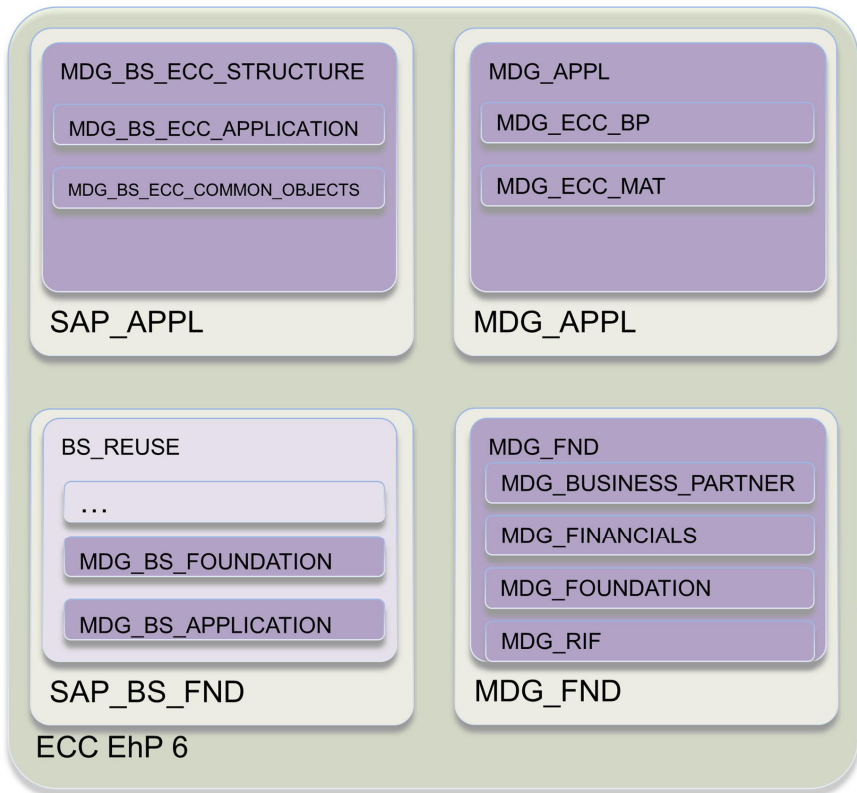 MDG_BS_ECC_STRUCTURE
MDG_BS_ECC_APPLICATION
MDG_BS_ECC_COMMON_OBJECTS
SAP_APPL
MDG_APPL
MDG_ECC_BP
MDG_ECC_MAT
MDG_APPL
BS_REUSE
...
MDG_BS_FOUNDATION
MDG_BS_APPLICATION
SAP_BS_FND
MDG_FND
MDG_BUSINESS_PARTNER
MDG_FINANCIALS
MDG_FOUNDATION
MDG_RIF
MDG_FND
ECC EhP 6